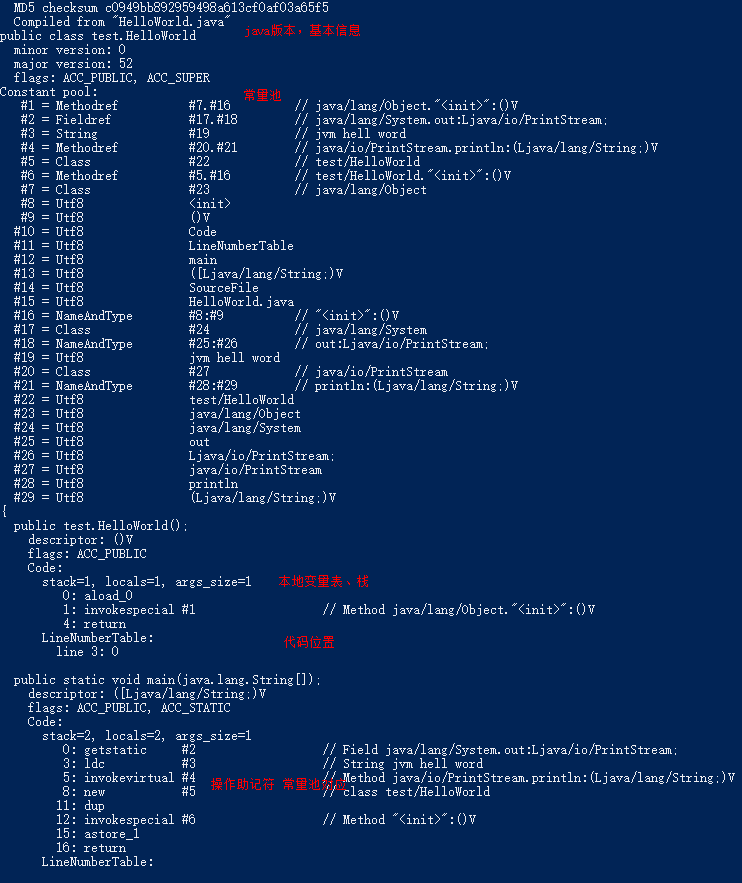 MD5 checksum c0949bb892959498a613cf0af03a65f5
Compiled from "HelloWorld.java"
public class test.HelloWorld java版本，基本信息
minor version: 0
major version: 52
flags: ACC_PUBLIC, ACC_SUPER
Constant pool: 常量池
#1 = Methodref #7.#16 // java/lang/Object."<init>":()V
#2 = Fieldref #17.#18 // java/lang/System.out:Ljava/io/PrintStream;
#3 = String #19 // jvm hell word
#4 = Methodref #20.#21 // java/io/PrintStream.println:(Ljava/lang/String;)V
#5 = Class #22 // test/HelloWorld
#6 = Methodref #5.#16 // test/HelloWorld."<init>":()V
#7 = Class #23 // java/lang/Object
#8 = Utf8 <init>
#9 = Utf8 ()V
#10 = Utf8 Code
#11 = Utf8 LineNumberTable
#12 = Utf8 main
#13 = Utf8 ([Ljava/lang/String;)V
#14 = Utf8 SourceFile
#15 = Utf8 HelloWorld.java
#16 = NameAndType #8:#9 // "<init>":()V
#17 = Class #24 // java/lang/System
#18 = NameAndType #25:#26 // out:Ljava/io/PrintStream;
#19 = Utf8 jvm hell word
#20 = Class #27 // java/io/PrintStream
#21 = NameAndType #28:#29 // println:(Ljava/lang/String;)V
#22 = Utf8 test/HelloWorld
#23 = Utf8 java/lang/Object
#24 = Utf8 java/lang/System
#25 = Utf8 out
#26 = Utf8 Ljava/io/PrintStream;
#27 = Utf8 java/io/PrintStream
#28 = Utf8 println
#29 = Utf8 (Ljava/lang/String;)V
{
public test.HelloWorld();
descriptor: ()V
flags: ACC_PUBLIC
Code:
stack=1, locals=1, args_size=1 本地变量表、栈
0: aload_0
1: invokespecial #1 // Method java/lang/Object."<init>":()V
4: return
LineNumberTable: 代码位置
line 3: 0
public static void main(java.lang.String[]);
descriptor: ([Ljava/lang/String;)V
flags: ACC_PUBLIC, ACC_STATIC
Code:
stack=2, locals=2, args_size=1
0: getstatic #2 // Field java/lang/System.out:Ljava/io/PrintStream;
3: ldc #3 // String jvm hell word
5: invokevirtual #4 // Method java/io/PrintStream.println:(Ljava/lang/String;)V
操作助记符 常量池对应
8: new #5 // class test/HelloWorld
11: dup
12: invokespecial #6 // Method "<init>":()V
15: astore_1
16: return
LineNumberTable: